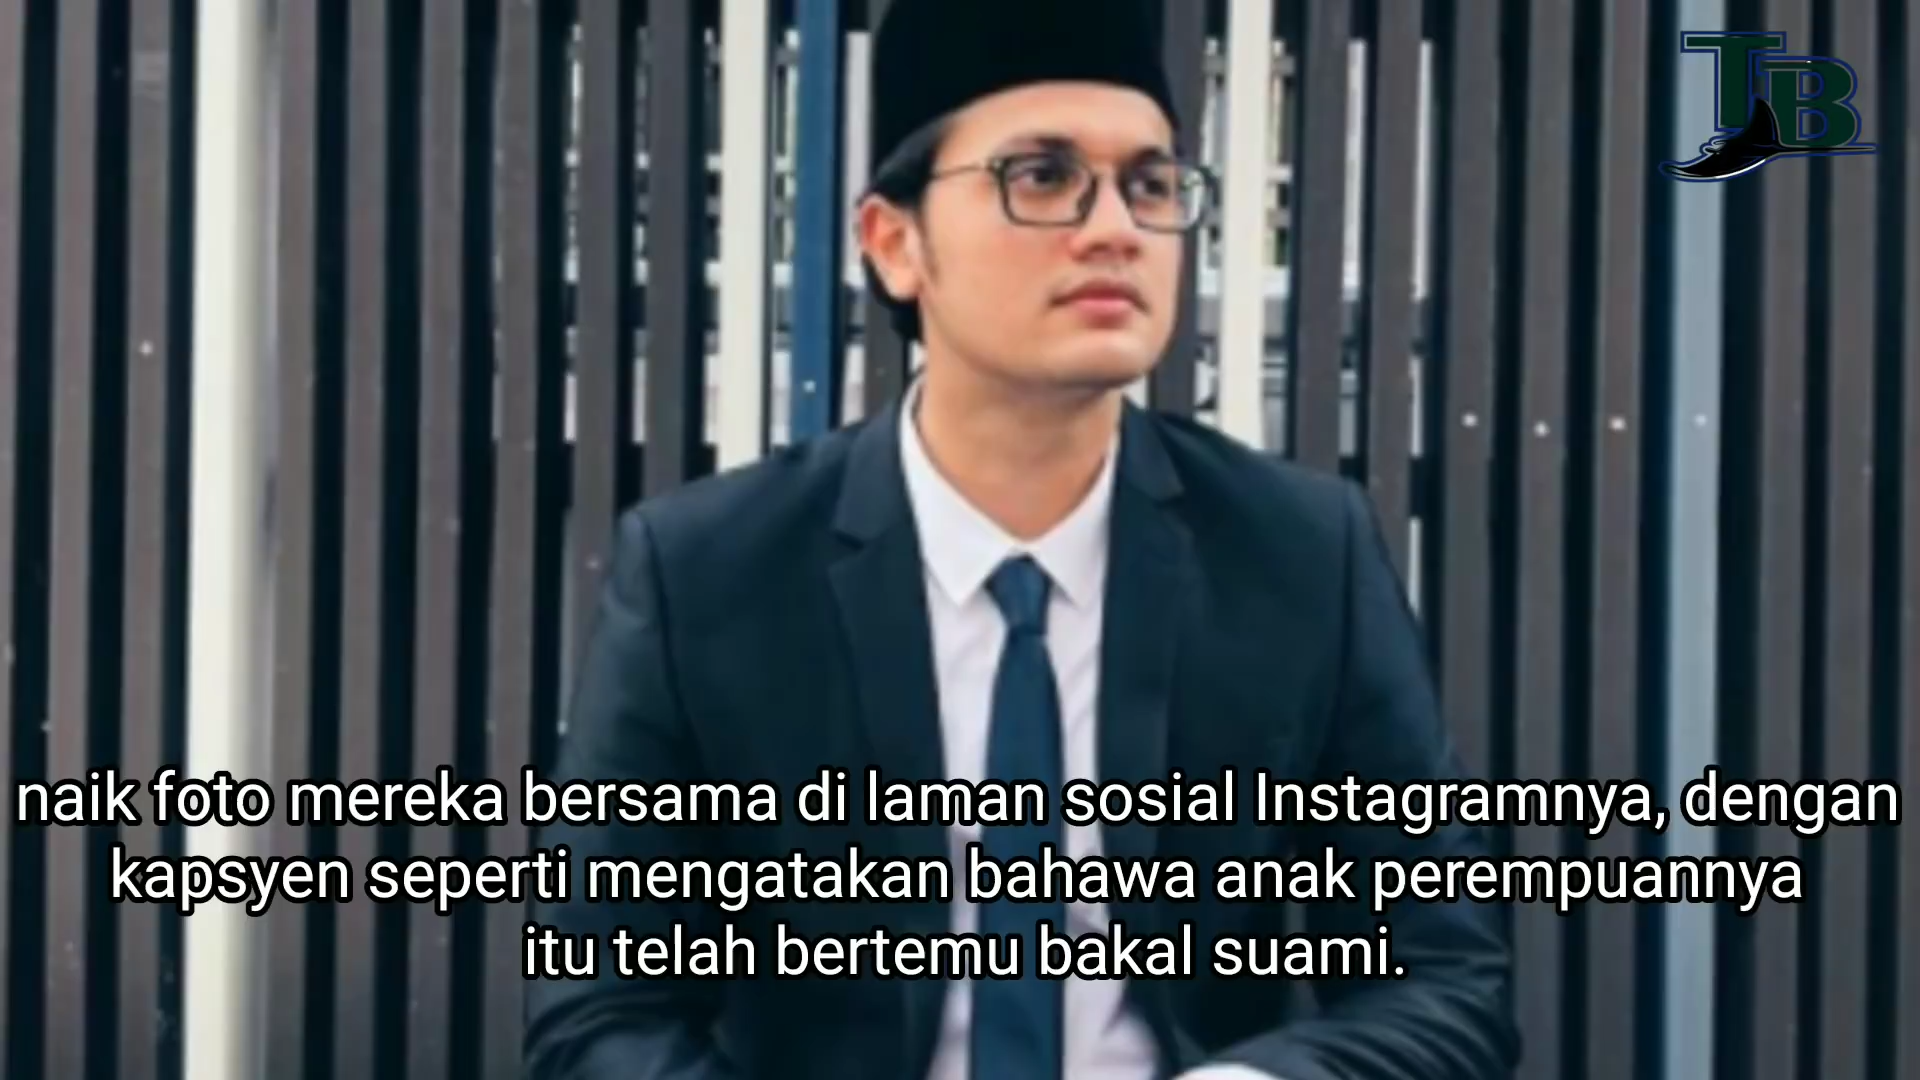 TB
naik foto mereka bersama di laman sosial Instagramnya, dengan
kapsyen seperti mengatakan bahawa anak perempuannya
itu telah bertemu bakal suami.